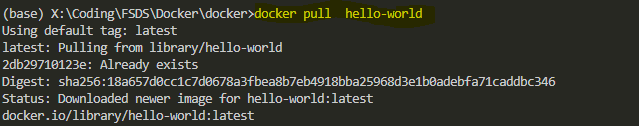 (base) X:\Coding\FSDS\Docker\docker>docker pull  hello-world
Using default tag: latest
latest: Pulling from library/hello-world
2db29710123e: Already exists
Digest: sha256:18a657d0cc1c7d0678a3fbea8b7eb4918bba25968d3e1b0adebfa71caddbc346
Status: Downloaded newer image for hello-world:latest
docker.io/library/hello-world:latest